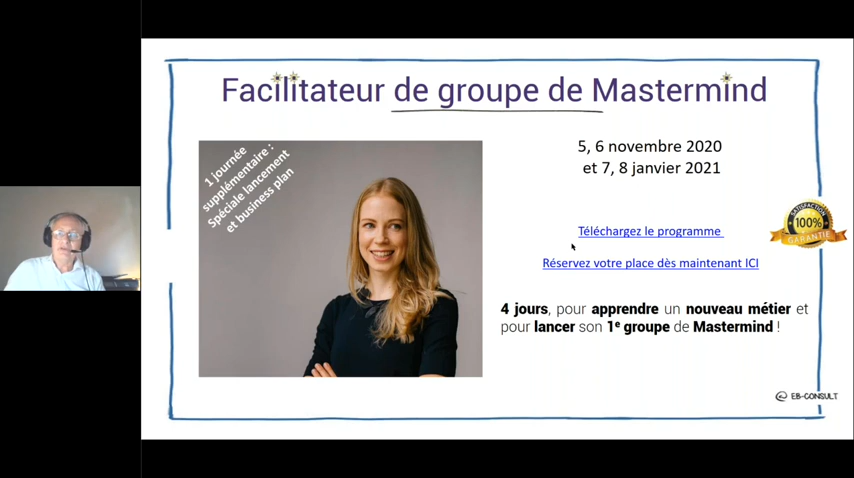 Facilitateur de groupe de Mastermind
1 journée
supplémentaire :
Spéciale lancement
et business plan
5, 6 novembre 2020
et 7, 8 janvier 2021
Téléchargez le programme
Réservez votre place dès maintenant ICI
SATISFACTION
100%
GARANTIE
4 jours, pour apprendre un nouveau métier et
pour lancer son 1e groupe de Mastermind !
@ EB-CONSULT